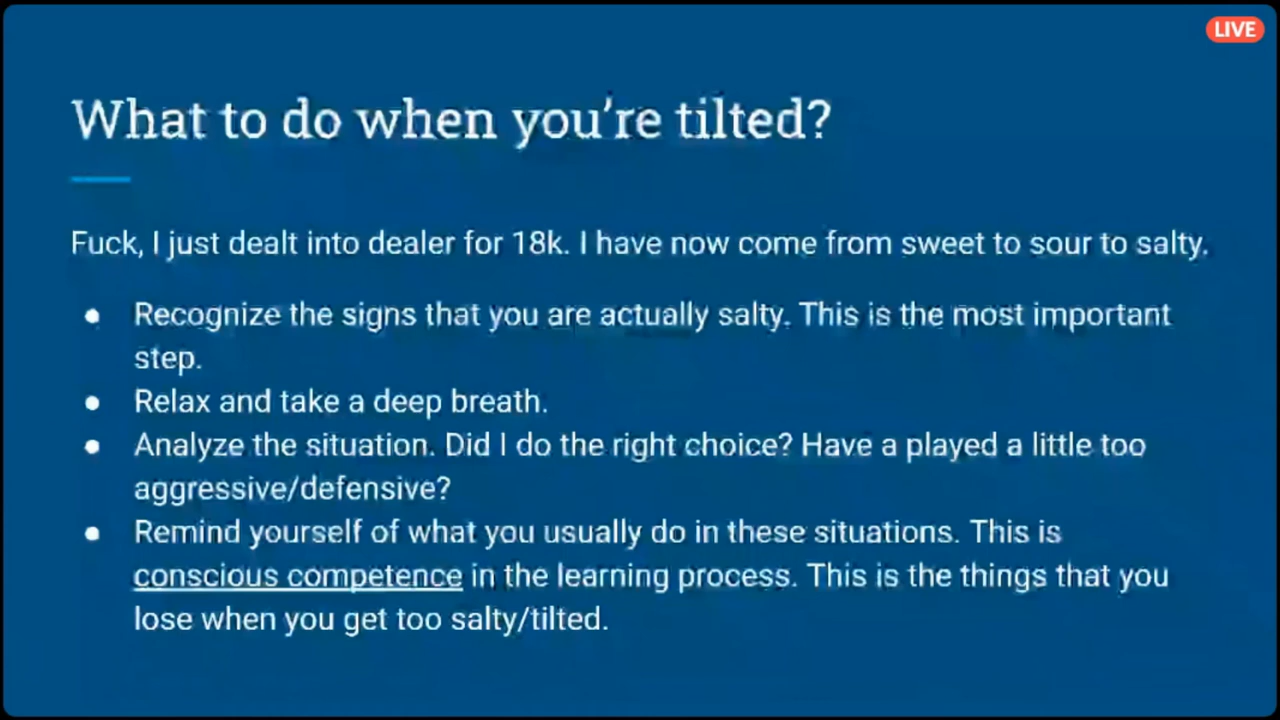 LIVE
What to do when you're tilted?
Fuck, I just dealt into dealer for 18k. I have now come from sweet to sour to salty.
● Recognize the signs that you are actually salty. This is the most important
step.
● Relax and take a deep breath.
● Analyze the situation. Did I do the right choice? Have a played a little too
aggressive/defensive?
● Remind yourself of what you usually do in these situations. This is
conscious competence in the learning process. This is the things that you
lose when you get too salty/tilted.